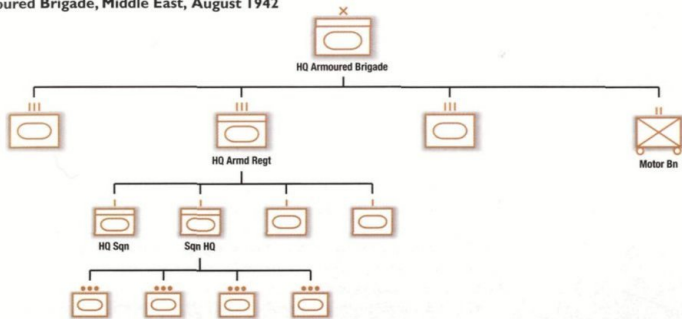 oured Brigade, Middle East, August 1942
HQ Armoured Brigade
HQ Armd Regt
Motor Bn
HQ Sqn
Sqn HQ